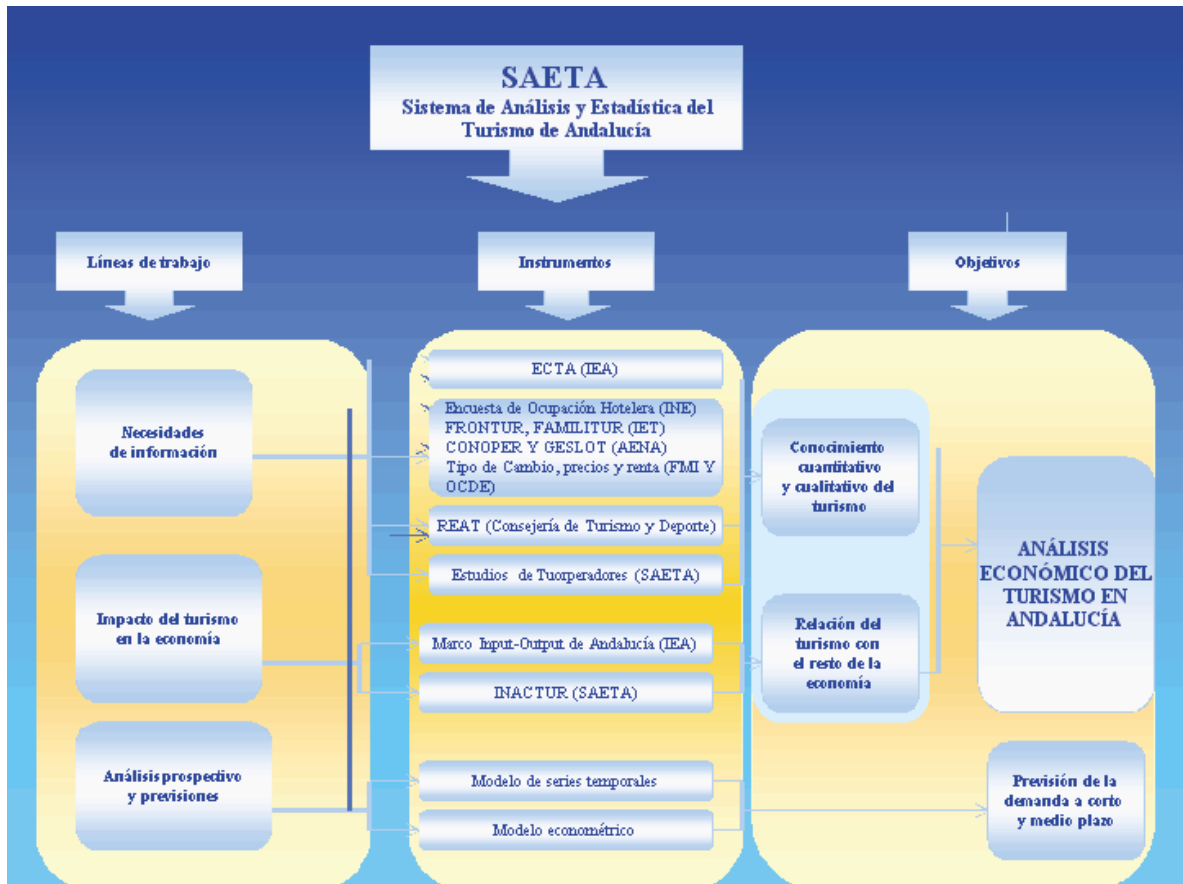 SAETA
Sistema de Análisis y Estadística del
Turismo de Andalucía
Líneas de trabajo
Instrumentos
Objetivos
Necesidades
de información
Impacto del turismo
en la economía
Análisis prospectivo
y previsiones
ECTA (IEA)
Encuesta de Ocupación Hotelera (INE)
FRONTUR, FAMILITUR (IET)
CONOPER Y GESLOT (AENA)
Tipo de Cambio, precios y renta (FMI Y
OCDE)
REAT (Consejería de Turismo y Deporte)
Estudios de Tuorperadores (SAETA)
Marco Input-Output de Andalucía (IEA)
INACTUR (SAETA)
Modelo de series temporales
Modelo econométrico
Conocimiento
cuantitativo
y cualitativo del
turismo
Relación del
turismo con
el resto de la
economía
ANÁLISIS
ECONÓMICO DEL
TURISMO EN
ANDALUCÍA
Previsión de la
demanda a corto
y medio plazo